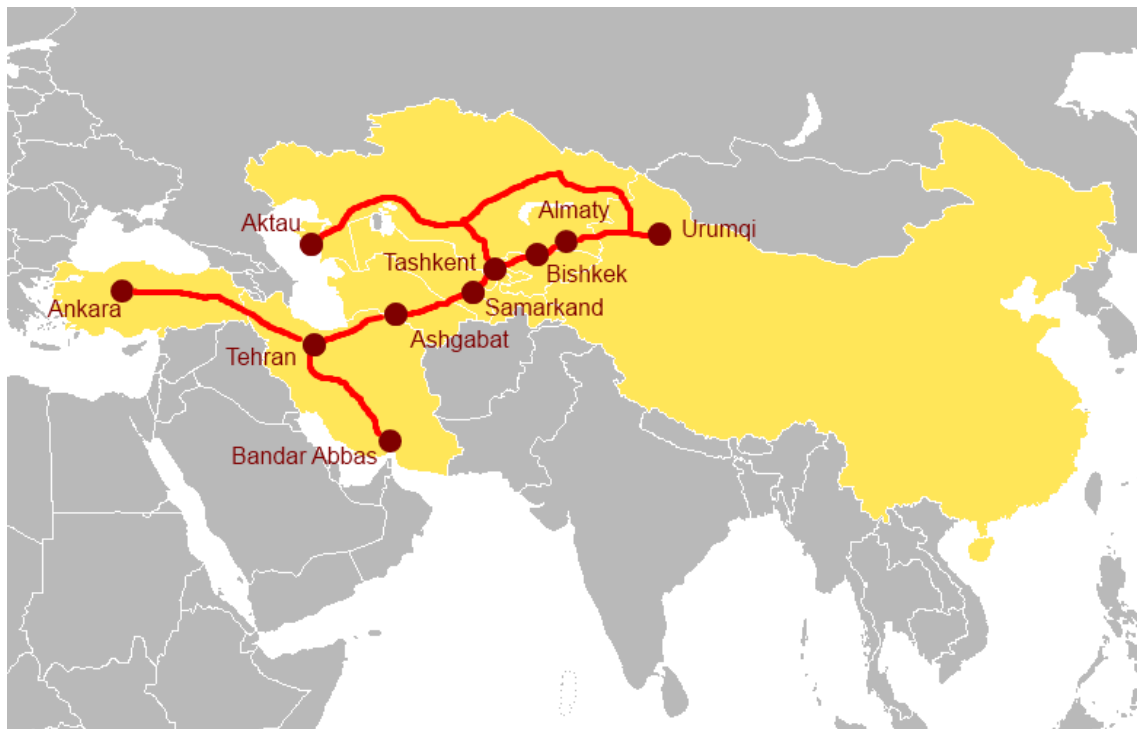 Almaty
Aktau
Urumqi
Tashkent
Bishkek
Ankara
Samarkand
Ashgabat
Tehran
Bandar Abbas